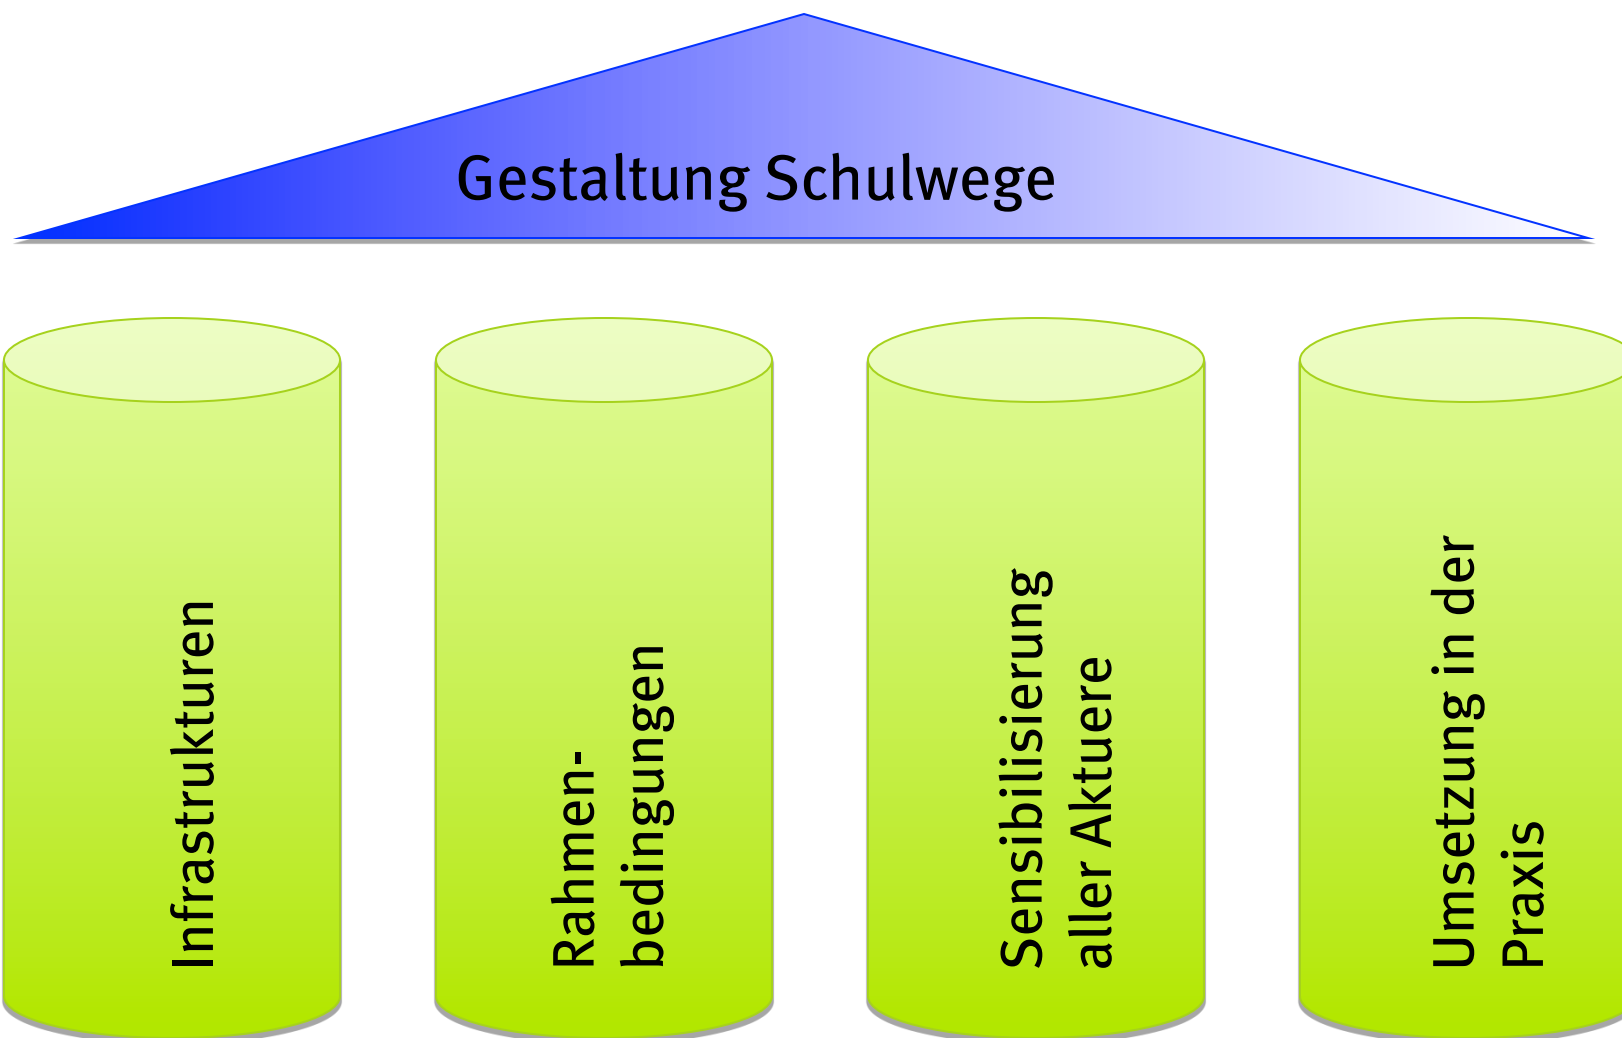 Gestaltung Schulwege
Infrastrukturen
Rahmen-
bedingungen
Sensibilisierung
aller Aktuere
Umsetzung in der
Praxis